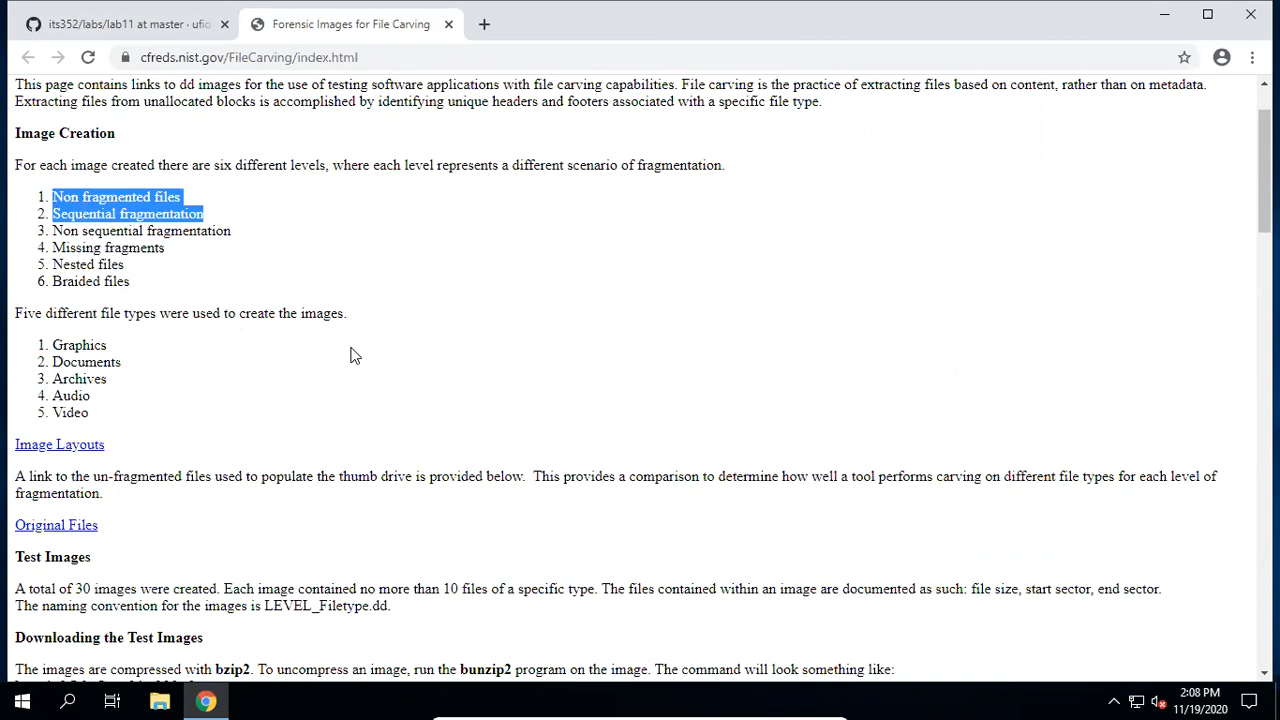 its352/labs/lab11 at master · ufid
Forensic Images for File Carving
cfreds.nist.gov/FileCarving/index.html
This page contains links to dd images for the use of testing software applications with file carving capabilities. File carving is the practice of extracting files based on content, rather than on metadata.
Extracting files from unallocated blocks is accomplished by identifying unique headers and footers associated with a specific file type.
Image Creation
For each image created there are six different levels, where each level represents a different scenario of fragmentation.
1. Non fragmented files
2. Sequential fragmentation
3. Non sequential fragmentation
4. Missing fragments
5. Nested files
6. Braided files
Five different file types were used to create the images.
1. Graphics
2. Documents
3. Archives
4. Audio
5. Video
Image Layouts
A link to the un-fragmented files used to populate the thumb drive is provided below. This provides a comparison to determine how well a tool performs carving on different file types for each level of
fragmentation.
Original Files
Test Images
A total of 30 images were created. Each image contained no more than 10 files of a specific type. The files contained within an image are documented as such: file size, start sector, end sector.
The naming convention for the images is LEVEL_Filetype.dd.
Downloading the Test Images
The images are compressed with bzip2. To uncompress an image, run the bunzip2 program on the image. The command will look something like:
2:08 PM
11/19/2020